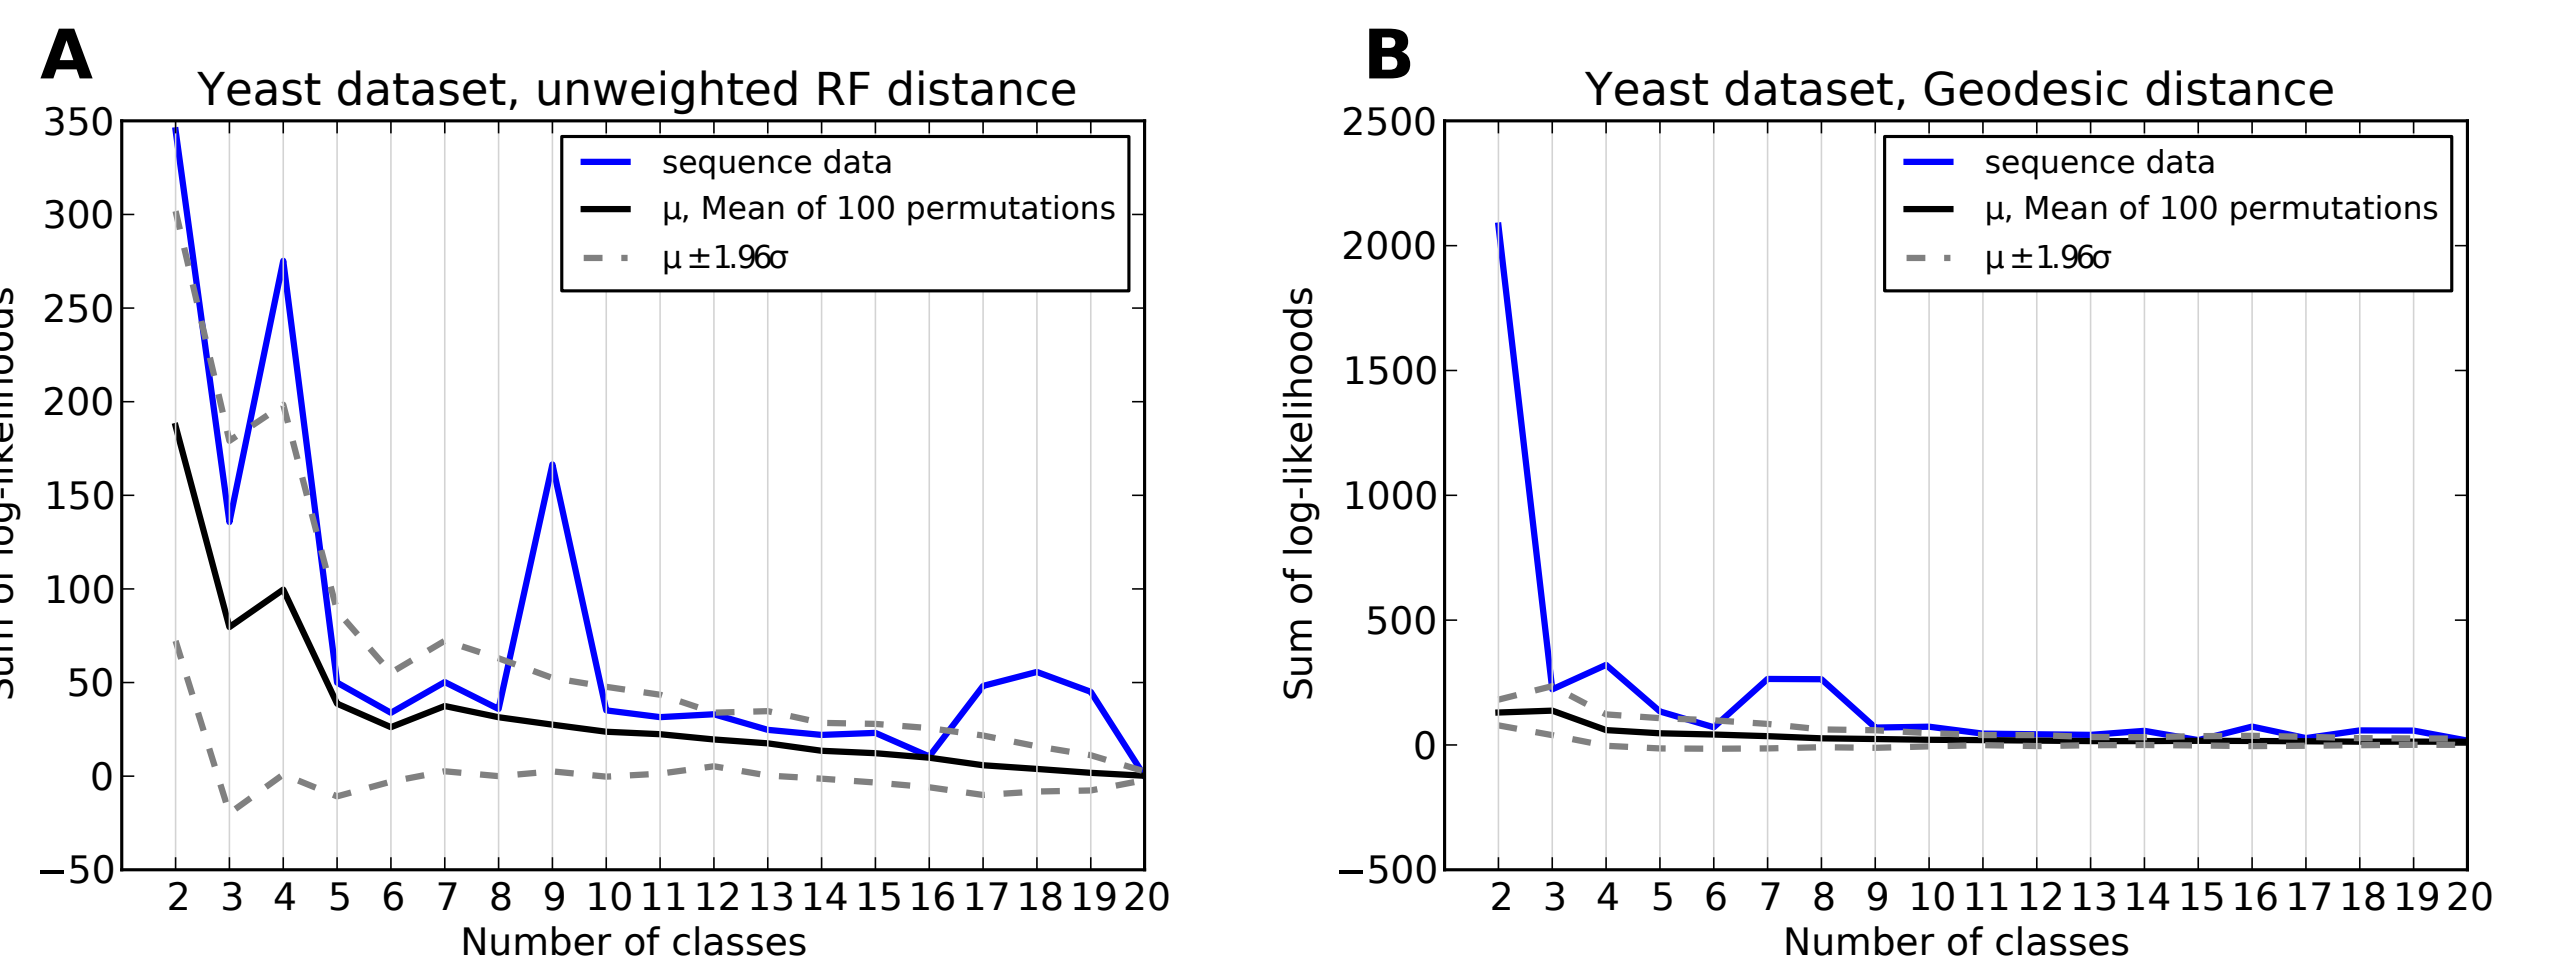 A
Yeast dataset, unweighted RF distance
350
300
250
200
150
100
50
0
−50
Sum of log-likelihoods
sequence data
μ, Mean of 100 permutations
μ ± 1.96σ
2 3 4 5 6 7 8 9 10 11 12 13 14 15 16 17 18 19 20
Number of classes
B
Yeast dataset, Geodesic distance
2500
2000
1500
1000
500
0
−500
Sum of log-likelihoods
sequence data
μ, Mean of 100 permutations
μ ± 1.96σ
2 3 4 5 6 7 8 9 10 11 12 13 14 15 16 17 18 19 20
Number of classes